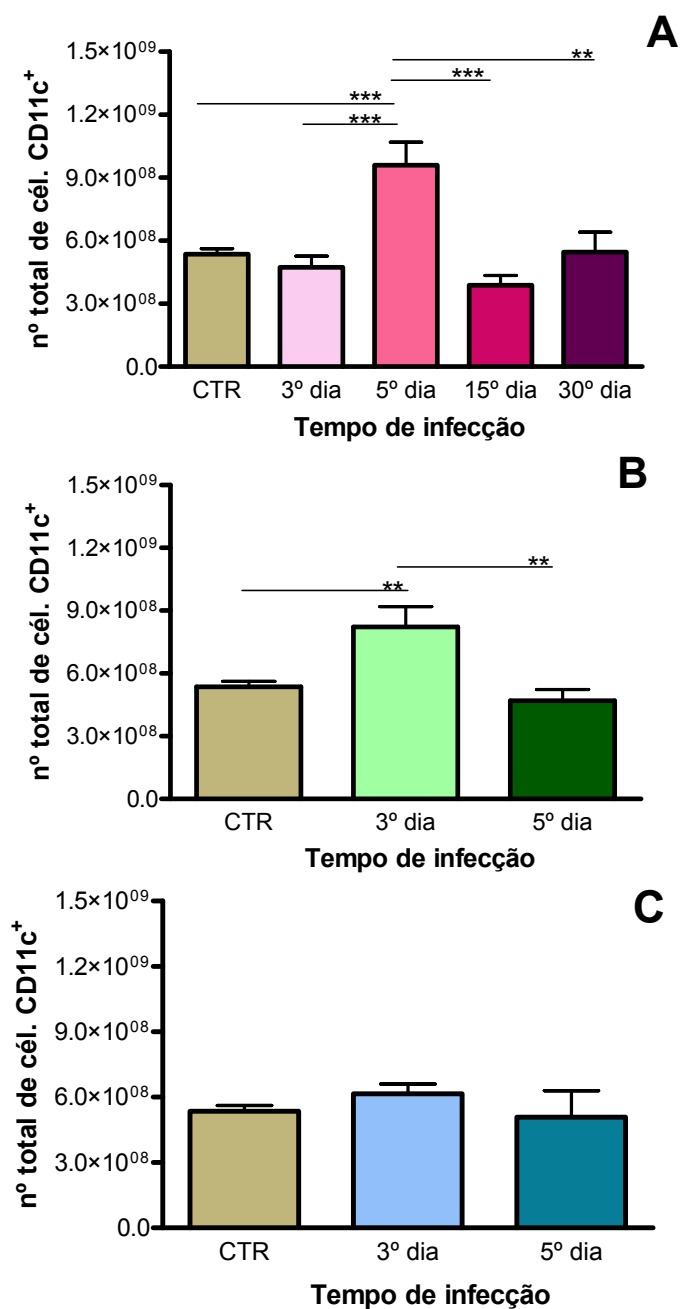 A
nº total de cél. CD11c⁺
1.5×10⁰⁹
1.2×10⁰⁹
9.0×10⁰⁸
6.0×10⁰⁸
3.0×10⁰⁸
0.0
**
***
***
***
CTR 3º dia 5º dia 15º dia 30º dia
Tempo de infecção
B
nº total de cél. CD11c⁺
1.5×10⁰⁹
1.2×10⁰⁹
9.0×10⁰⁸
6.0×10⁰⁸
3.0×10⁰⁸
0.0
**
**
CTR 3º dia 5º dia
Tempo de infecção
C
nº total de cél. CD11c⁺
1.5×10⁰⁹
1.2×10⁰⁹
9.0×10⁰⁸
6.0×10⁰⁸
3.0×10⁰⁸
0.0
CTR 3º dia 5º dia
Tempo de infecção